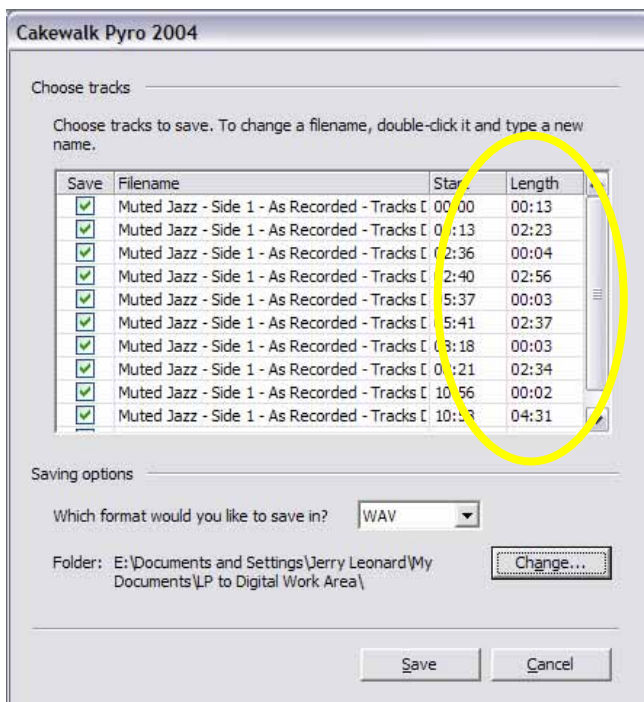 Cakewalk Pyro 2004
Choose tracks
Choose tracks to save. To change a filename, double-click it and type a new
name.
Save Filename Length
Muted Jazz - Side 1 - As Recorded - Tracks 00:13
Muted Jazz - Side 1 - As Recorded - Tracks 02:23
Muted Jazz - Side 1 - As Recorded - Tracks 00:04
Muted Jazz - Side 1 - As Recorded - Tracks 02:56
Muted Jazz - Side 1 - As Recorded - Tracks 00:03
Muted Jazz - Side 1 - As Recorded - Tracks 02:37
Muted Jazz - Side 1 - As Recorded - Tracks 00:03
Muted Jazz - Side 1 - As Recorded - Tracks 02:34
Muted Jazz - Side 1 - As Recorded - Tracks 10:56 00:02
Muted Jazz - Side 1 - As Recorded - Tracks 04:31
Saving options
Which format would you like to save in? WAV
Folder: E:\Documents and Settings\Jerry Leonard\My
Documents\LP to Digital Work Area\
Change...
Save Cancel